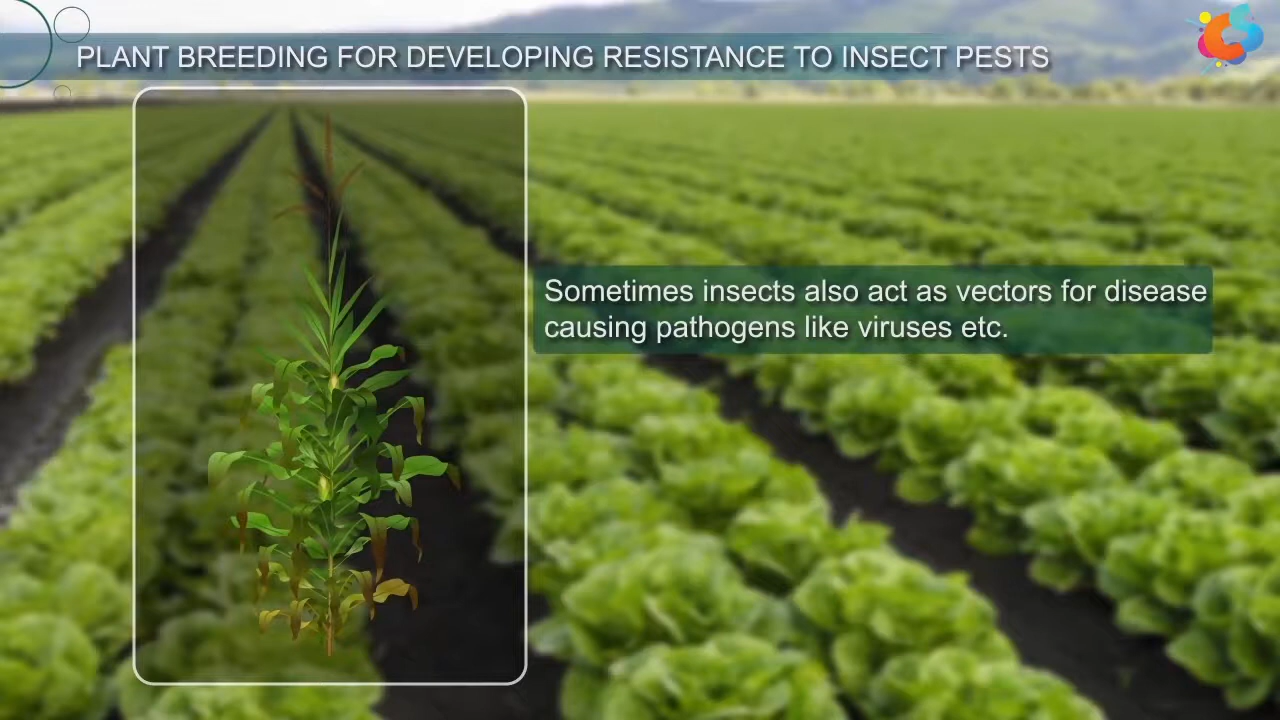 PLANT BREEDING FOR DEVELOPING RESISTANCE TO INSECT PESTS
Sometimes insects also act as vectors for disease
causing pathogens like viruses etc.